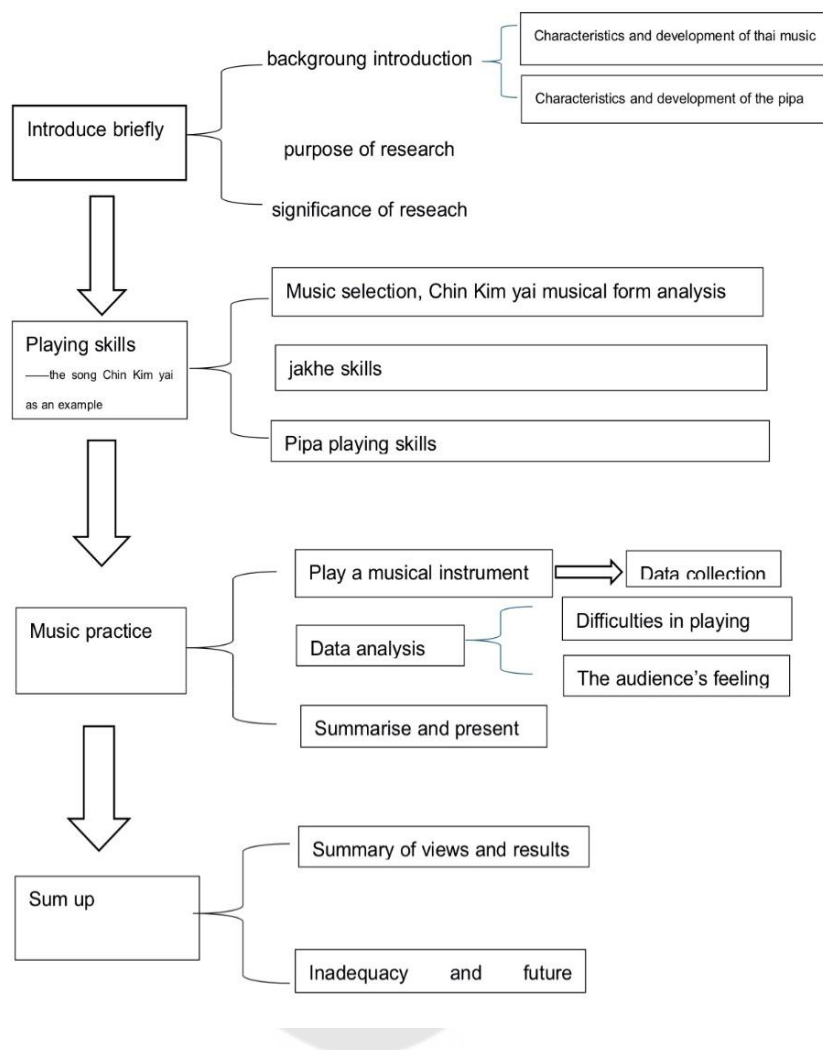 Introduce briefly
backgroung introduction
Characteristics and development of thai music
Characteristics and development of the pipa
purpose of research
significance of reseach
Playing skills
——the song Chin Kim yai
as an example
Music selection, Chin Kim yai musical form analysis
jakhe skills
Pipa playing skills
Music practice
Play a musical instrument
Data collection
Data analysis
Difficulties in playing
The audience’s feeling
Summarise and present
Sum up
Summary of views and results
Inadequacy and future